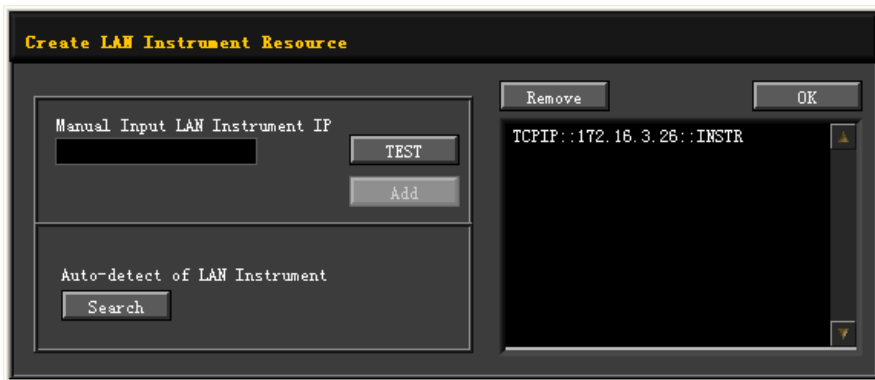 Create LAN Instrument Resource
Manual Input LAN Instrument IP
TEST
Add
Auto-detect of LAN Instrument
Search
Remove
OK
TCPIP::172.16.3.26::INSTR